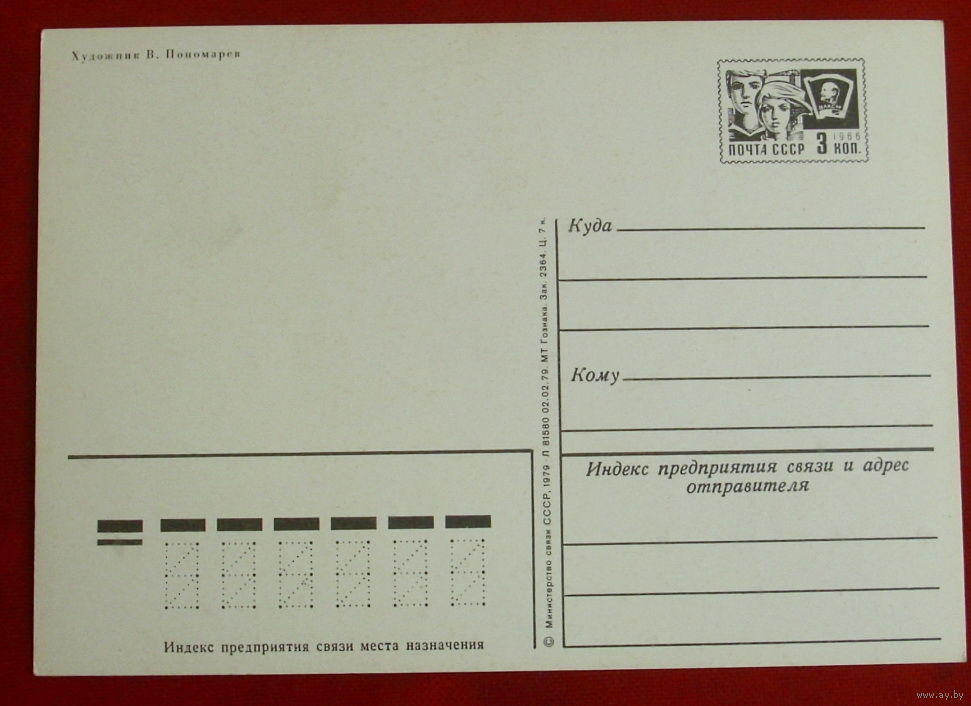 Художник В. Пономарев
1966
ПОЧТА СССР 3 КОП.
Куда
Кому
Индекс предприятия связи и адрес
отправителя
© Министерство связи СССР, 1979. Л 81580 02.02.79. МТ Гознака. Зак. 2364. Ц. 7 к.
Индекс предприятия связи места назначения
www.ay.by